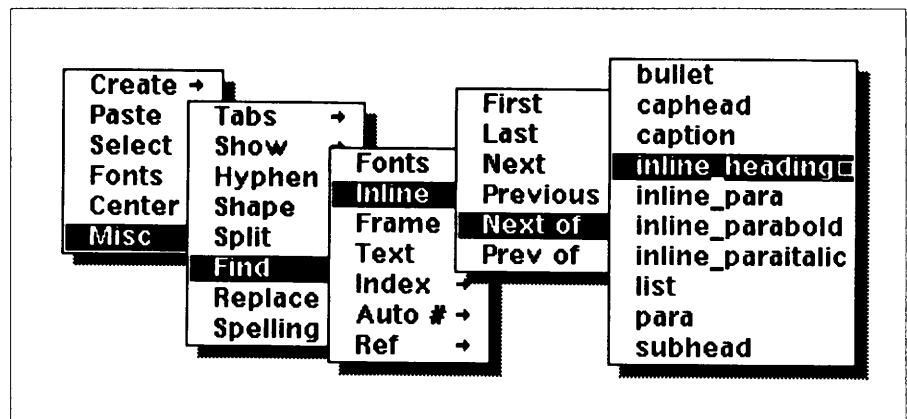 Create →
Paste
Select
Fonts
Center
Misc
Tabs →
Show →
Hyphen
Shape
Split
Find
Replace
Spelling
Fonts
Inline
Frame
Text
Index →
Auto # →
Ref →
First
Last
Next
Previous
Next of
Prev of
bullet
caphead
caption
inline_heading
inline_para
inline_parabold
inline_paraitalic
list
para
subhead